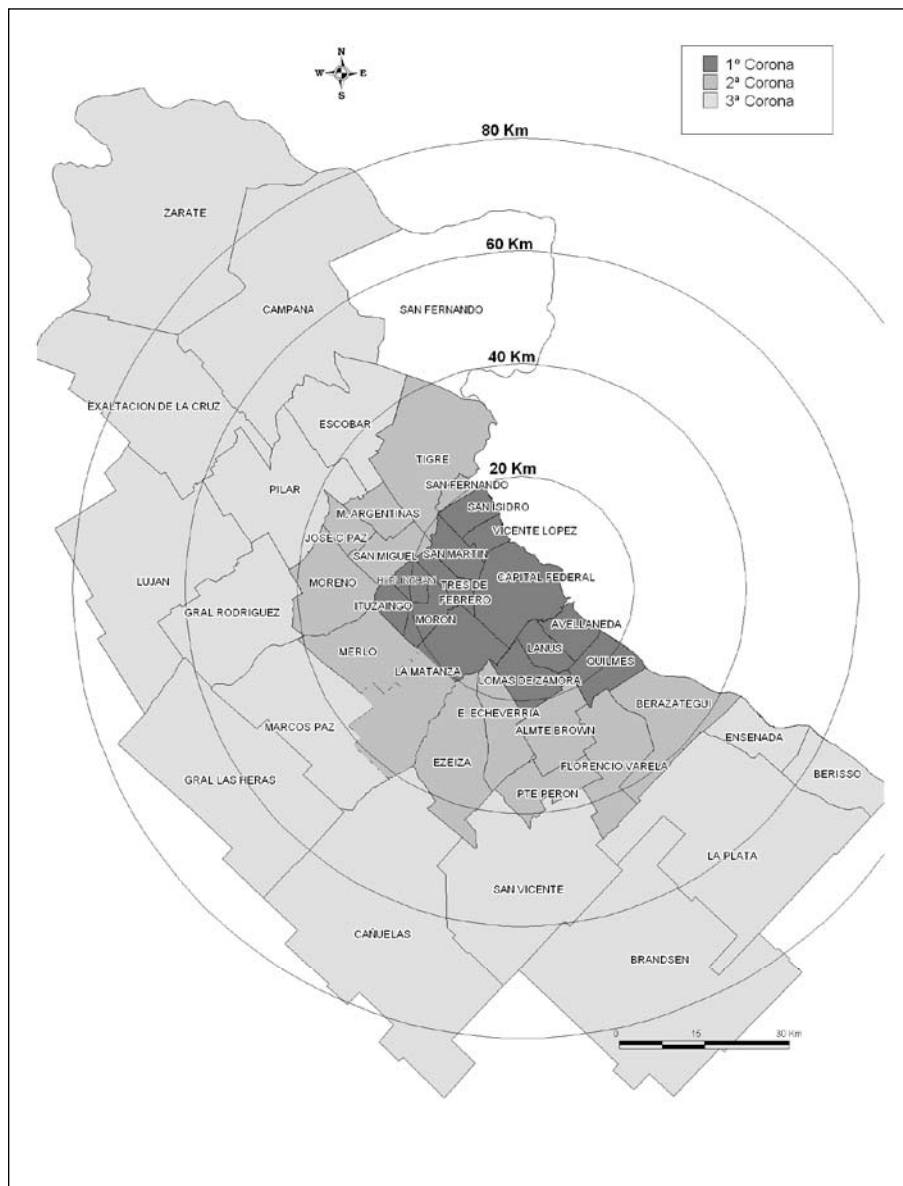 N
W E
S
1º Corona
2ª Corona
3ª Corona
80 Km
ZARATE
60 Km
CAMPANA
SAN FERNANDO
40 Km
EXALTACION DE LA CRUZ
ESCOBAR
TIGRE
20 Km
SAN FERNANDO
PILAR
SAN ISIDRO
M. ARGENTINAS
VICENTE LOPEZ
JOSE C PAZ
SAN MIGUEL
SAN MARTIN
LUJAN
MORENO
HURLINGHAM
TRES DE
FEBRERO
CAPITAL FEDERAL
GRAL RODRIGUEZ
ITUZAINGO
MORON
AVELLANEDA
MERLO
LANUS
QUILMES
LA MATANZA
LOMAS DE ZAMORA
BERAZATEGUI
E. ECHEVERRIA
MARCOS PAZ
ALMTE BROWN
ENSENADA
EZEIZA
FLORENCIO VARELA
BERISSO
GRAL LAS HERAS
PTE PERON
LA PLATA
SAN VICENTE
CAÑUELAS
BRANDSEN
0 15 30 Km